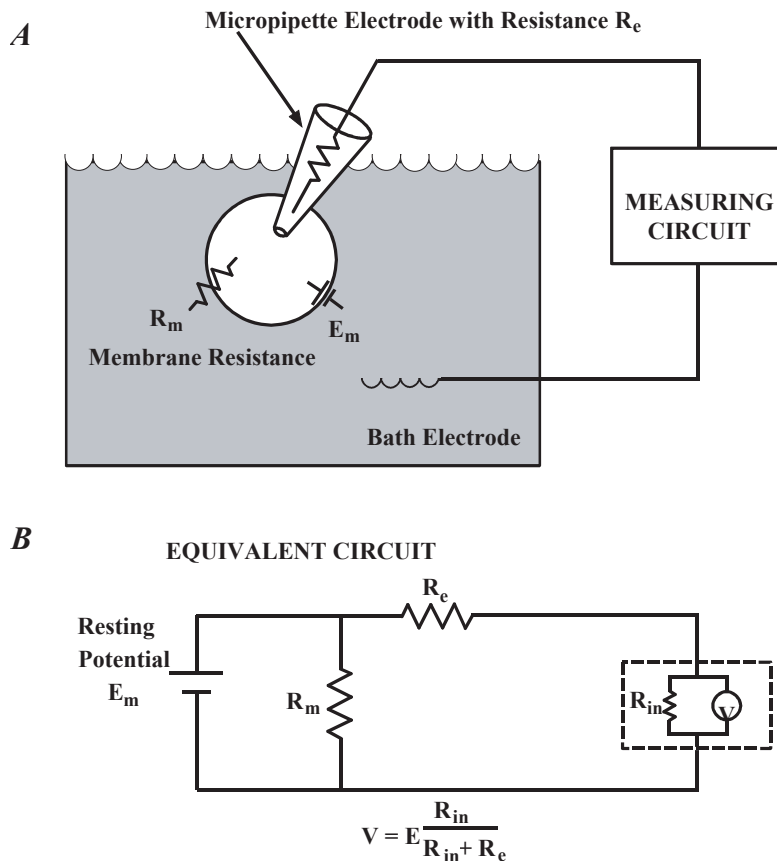 A
Micropipette Electrode with Resistance Re
MEASURING
CIRCUIT
Rm
Em
Membrane Resistance
Bath Electrode
B
EQUIVALENT CIRCUIT
Re
Resting
Potential
Em
Rm
Rin
V
V = E Rin
Rin + Re